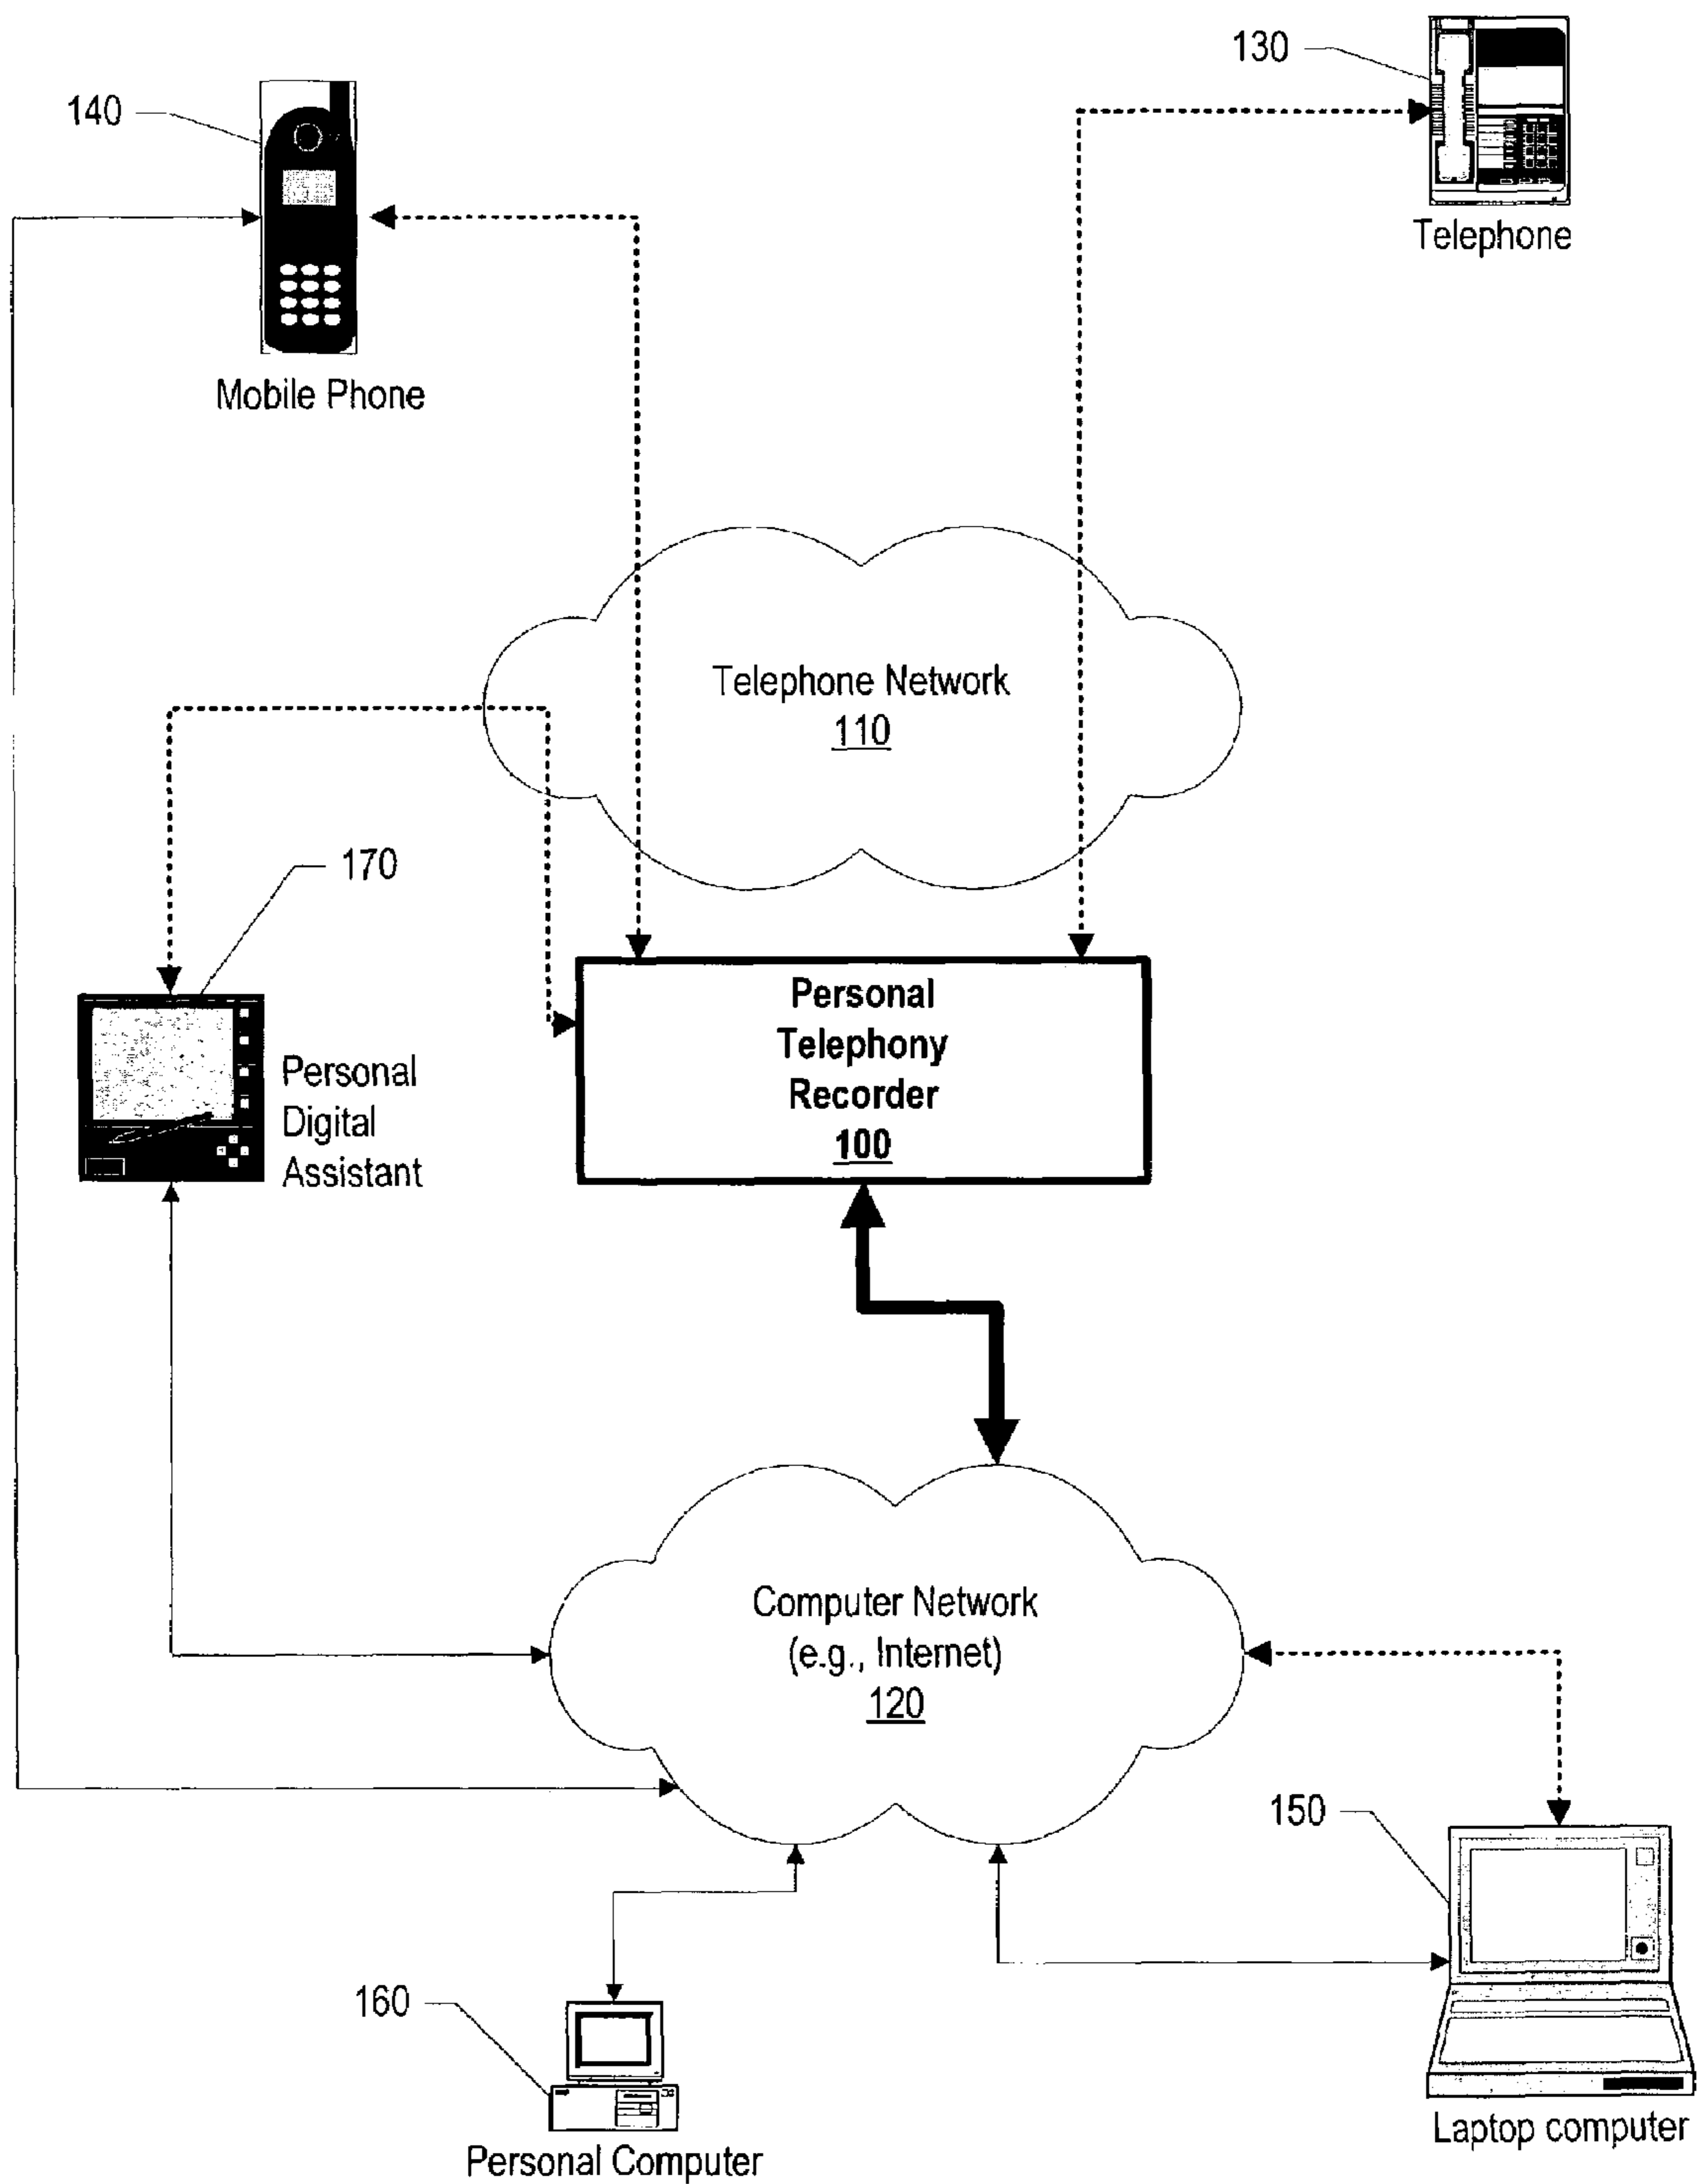 130
140
Telephone
Mobile Phone
Telephone Network
110
170
Personal
Telephony
Recorder
100
Personal
Digital
Assistant
Computer Network
(e.g., Internet)
120
150
160
Laptop computer
Personal Computer